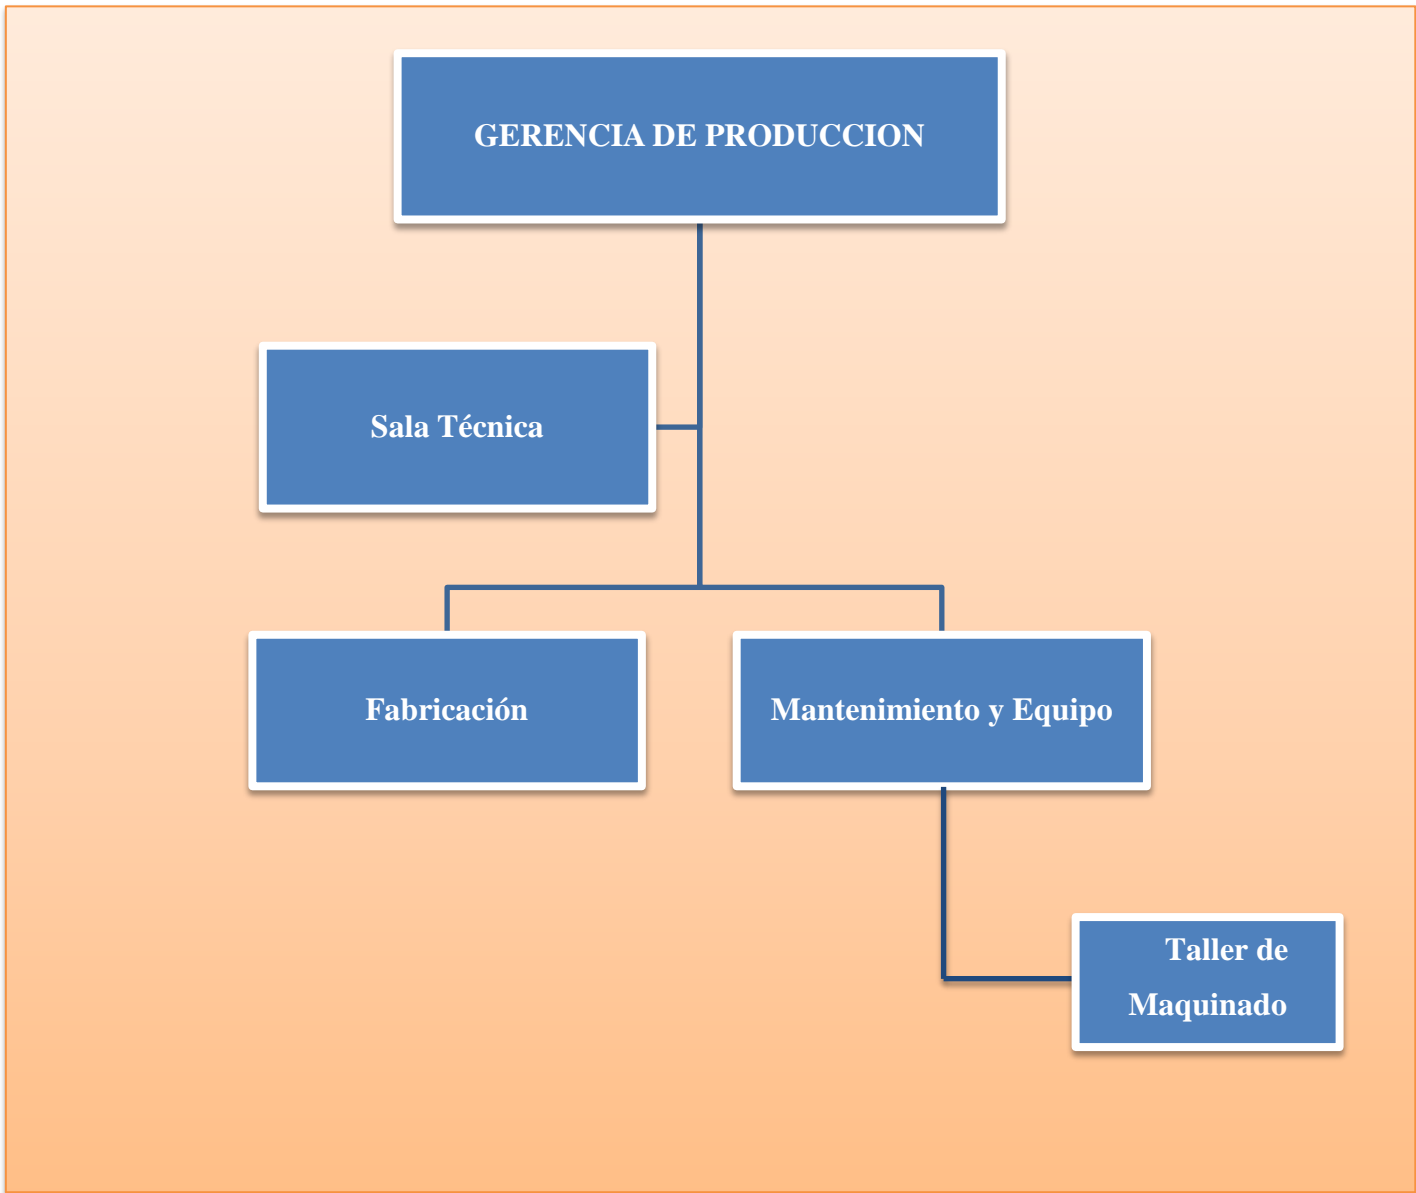 GERENCIA DE PRODUCCION
Sala Técnica
Fabricación
Mantenimiento y Equipo
Taller de
Maquinado